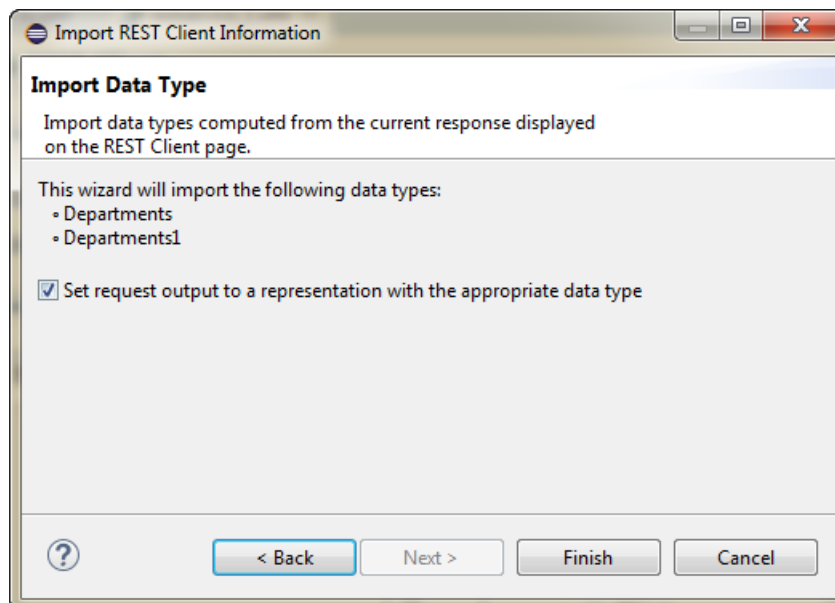 Import REST Client Information
Import Data Type
Import data types computed from the current response displayed
on the REST Client page.
This wizard will import the following data types:
∘ Departments
∘ Departments1
Set request output to a representation with the appropriate data type
?
< Back
Next >
Finish
Cancel